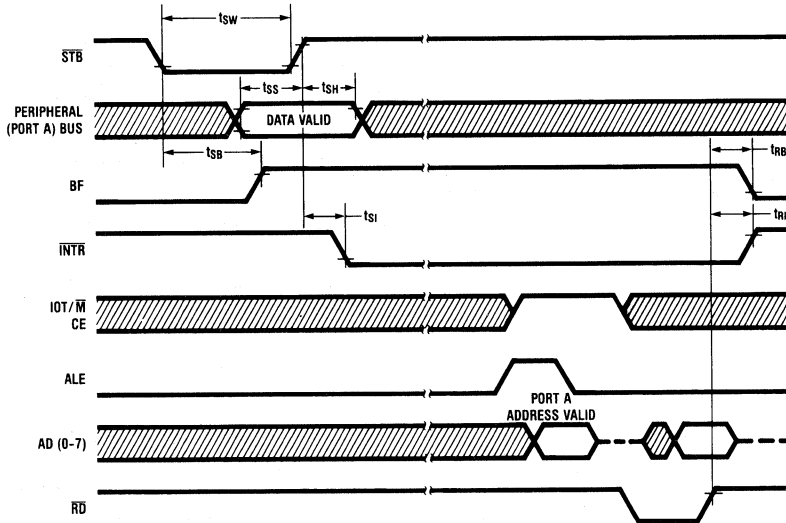 tSW
STB
tSS
tSH
PERIPHERAL
(PORT A) BUS
DATA VALID
tSB
tRB
BF
tSI
tRI
INTR
IOT/M
CE
ALE
PORT A
ADDRESS VALID
AD (0–7)
RD